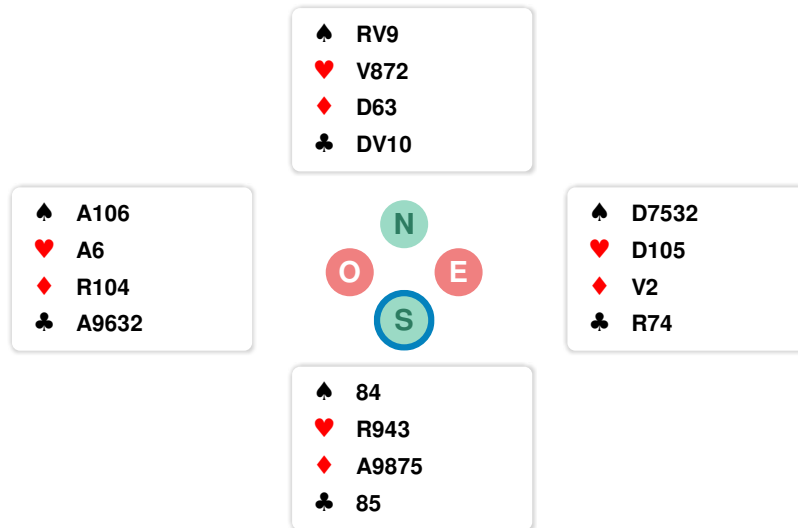 ♠ RV9
♥ V872
♦ D63
♣ DV10
♠ A106
♥ A6
♦ R104
♣ A9632
N
O E
S
♠ D7532
♥ D105
♦ V2
♣ R74
♠ 84
♥ R943
♦ A9875
♣ 85